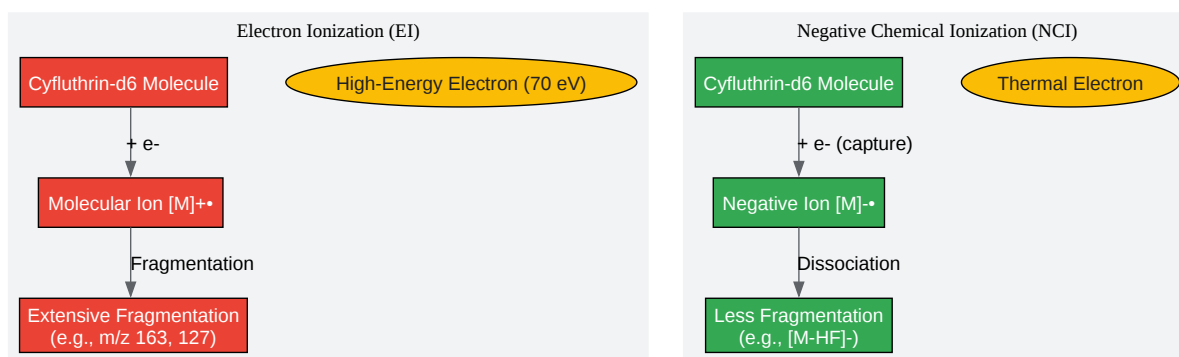 Electron Ionization (EI)
Cyfluthrin-d6 Molecule
High-Energy Electron (70 eV)
+ e-
Molecular Ion [M]+•
Fragmentation
Extensive Fragmentation
(e.g., m/z 163, 127)
Negative Chemical Ionization (NCI)
Cyfluthrin-d6 Molecule
Thermal Electron
+ e- (capture)
Negative Ion [M]-•
Dissociation
Less Fragmentation
(e.g., [M-HF]-)